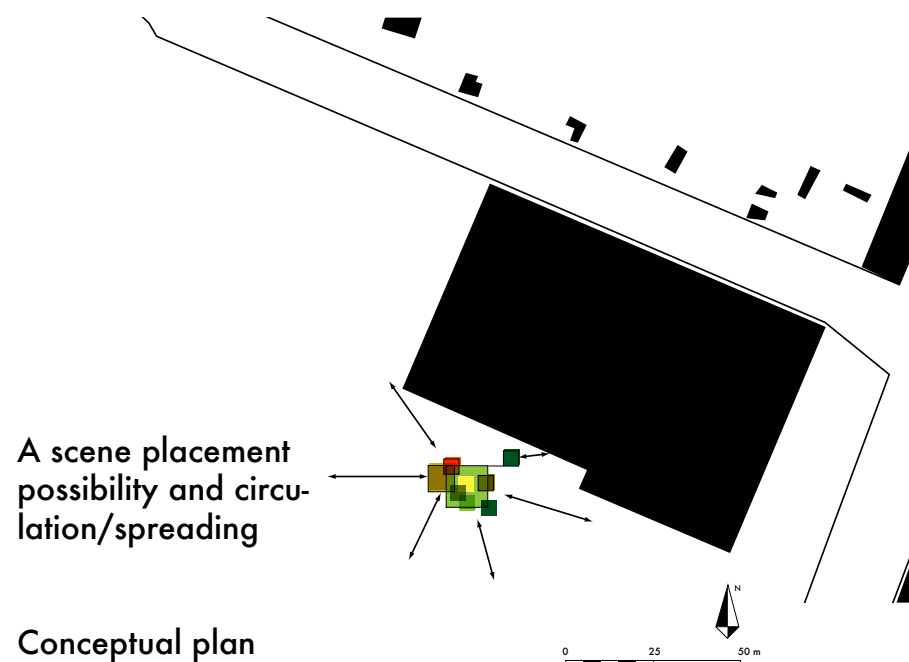 A scene placement
possibility and circu-
lation/spreading
N
Conceptual plan
0 25 50 m